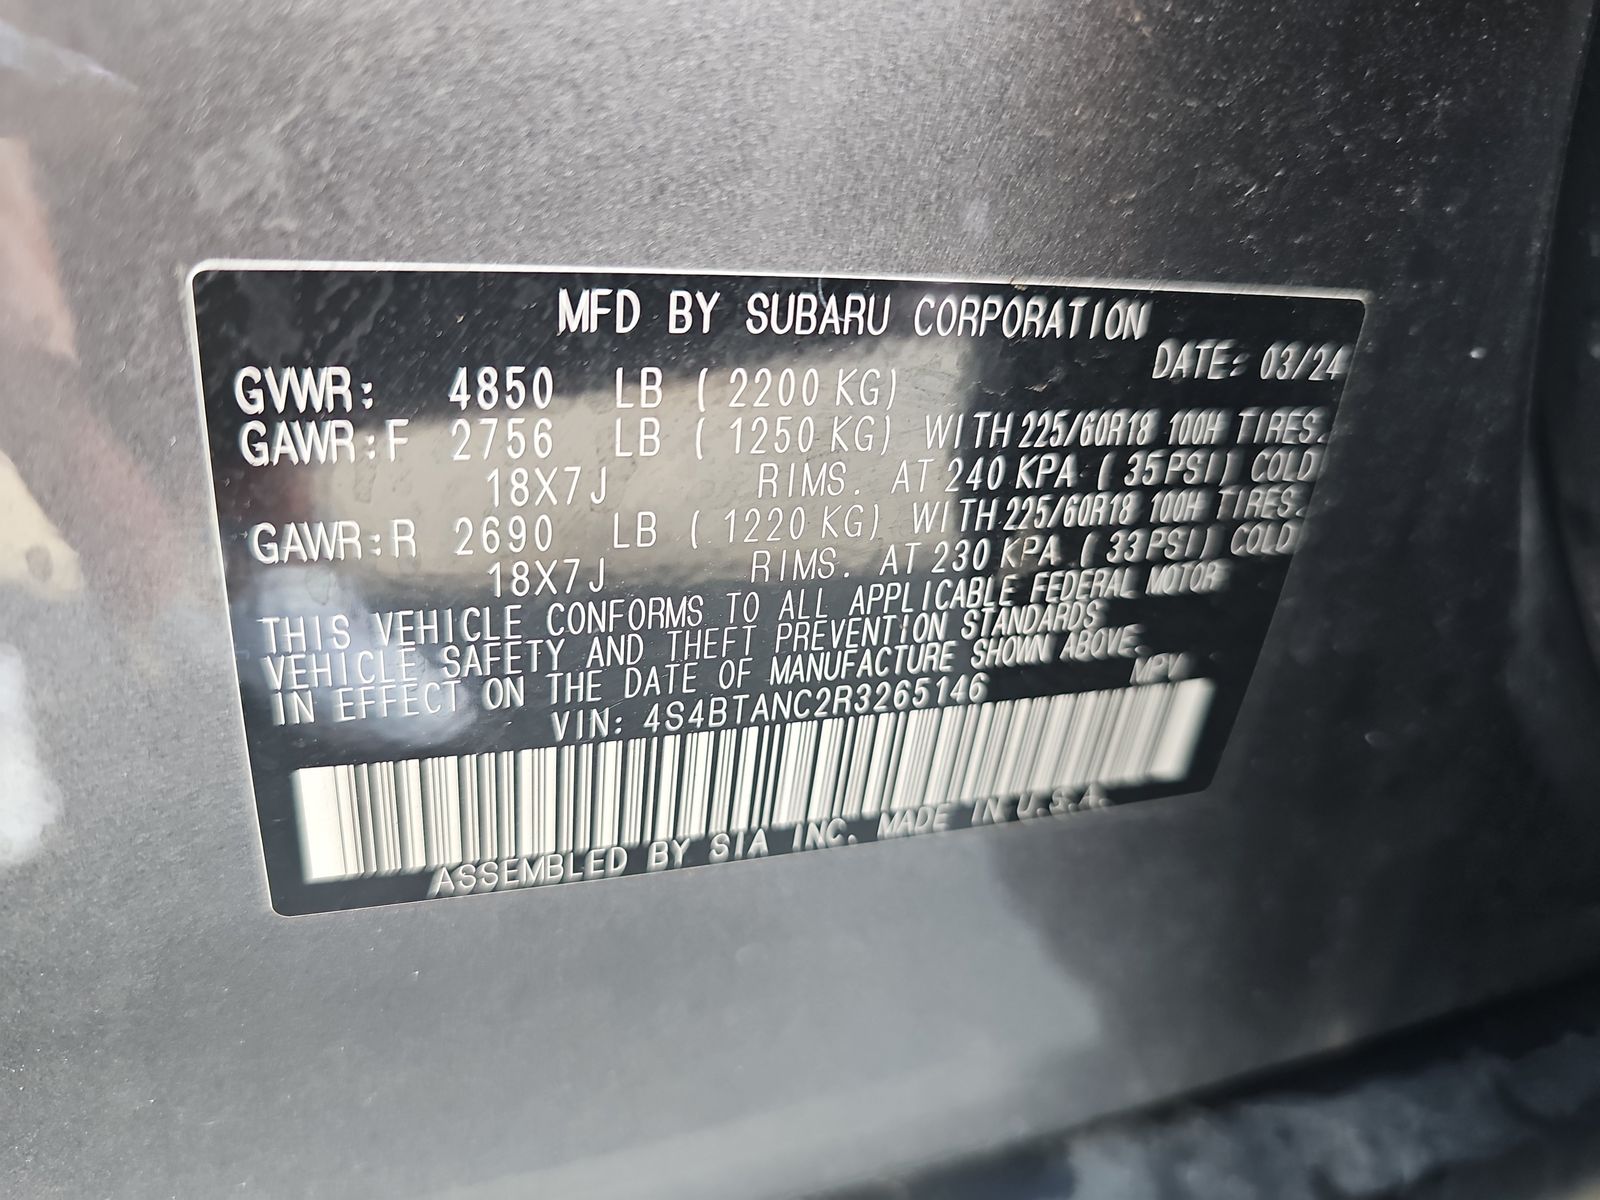 MFD BY SUBARU CORPORATION
DATE: 03/24
GVWR: 4850 LB (2200 KG)
GAWR:F 2756 LB (1250 KG) WITH 225/60R18 100H TIRES.
18X7J RIMS. AT 240 KPA (35PSI) COLD
GAWR:R 2690 LB (1220 KG) WITH 225/60R18 100H TIRES.
18X7J RIMS. AT 230 KPA (33PSI) COLD
THIS VEHICLE CONFORMS TO ALL APPLICABLE FEDERAL MOTOR
VEHICLE SAFETY AND THEFT PREVENTION STANDARDS
IN EFFECT ON THE DATE OF MANUFACTURE SHOWN ABOVE.
VIN: 4S4BTANC2R3265146 MPV
ASSEMBLED BY SIA INC. MADE IN U.S.A.